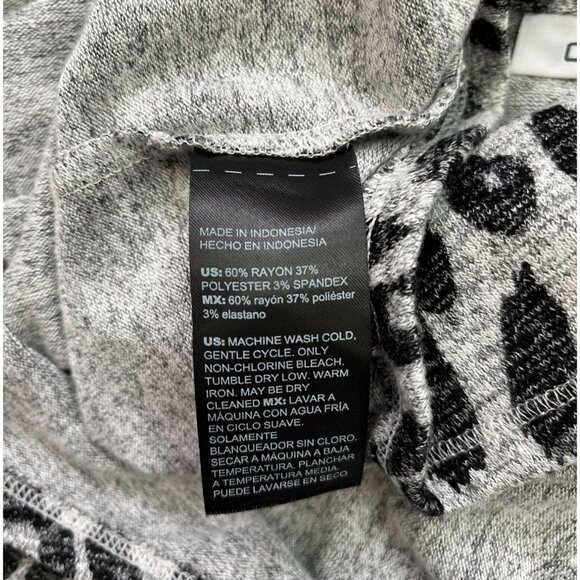 MADE IN INDONESIA/
HECHO EN INDONESIA
US: 60% RAYON 37%
POLYESTER 3% SPANDEX
MX: 60% rayón 37% poliéster
3% elastano
US: MACHINE WASH COLD,
GENTLE CYCLE. ONLY
NON-CHLORINE BLEACH.
TUMBLE DRY LOW. WARM
IRON. MAY BE DRY
CLEANED MX: LAVAR A
MÁQUINA CON AGUA FRÍA
EN CICLO SUAVE.
SOLAMENTE
BLANQUEADOR SIN CLORO.
SECAR A MÁQUINA A BAJA
TEMPERATURA. PLANCHAR
A TEMPERATURA MEDIA.
PUEDE LAVARSE EN SECO